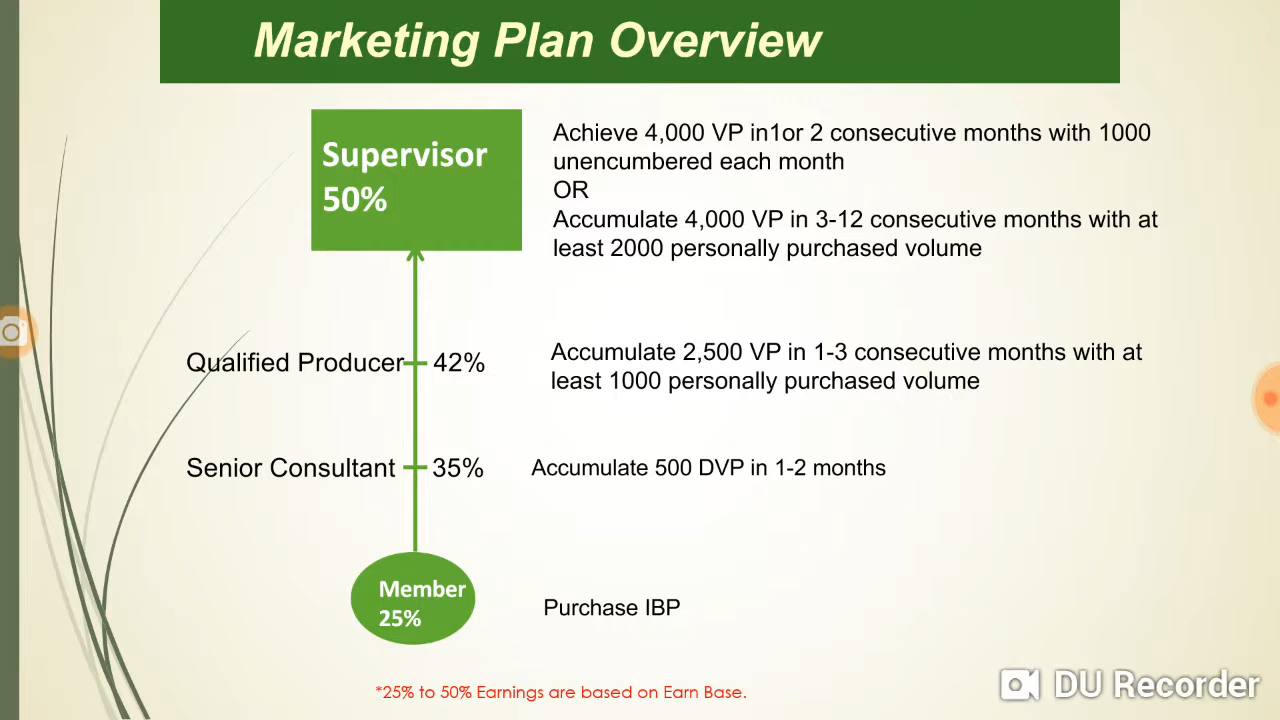 Marketing Plan Overview
Supervisor
50%
Achieve 4,000 VP in1or 2 consecutive months with 1000
unencumbered each month
OR
Accumulate 4,000 VP in 3-12 consecutive months with at
least 2000 personally purchased volume
Qualified Producer 42%
Accumulate 2,500 VP in 1-3 consecutive months with at
least 1000 personally purchased volume
Senior Consultant 35%
Accumulate 500 DVP in 1-2 months
Member
25%
Purchase IBP
*25% to 50% Earnings are based on Earn Base.
DU Recorder